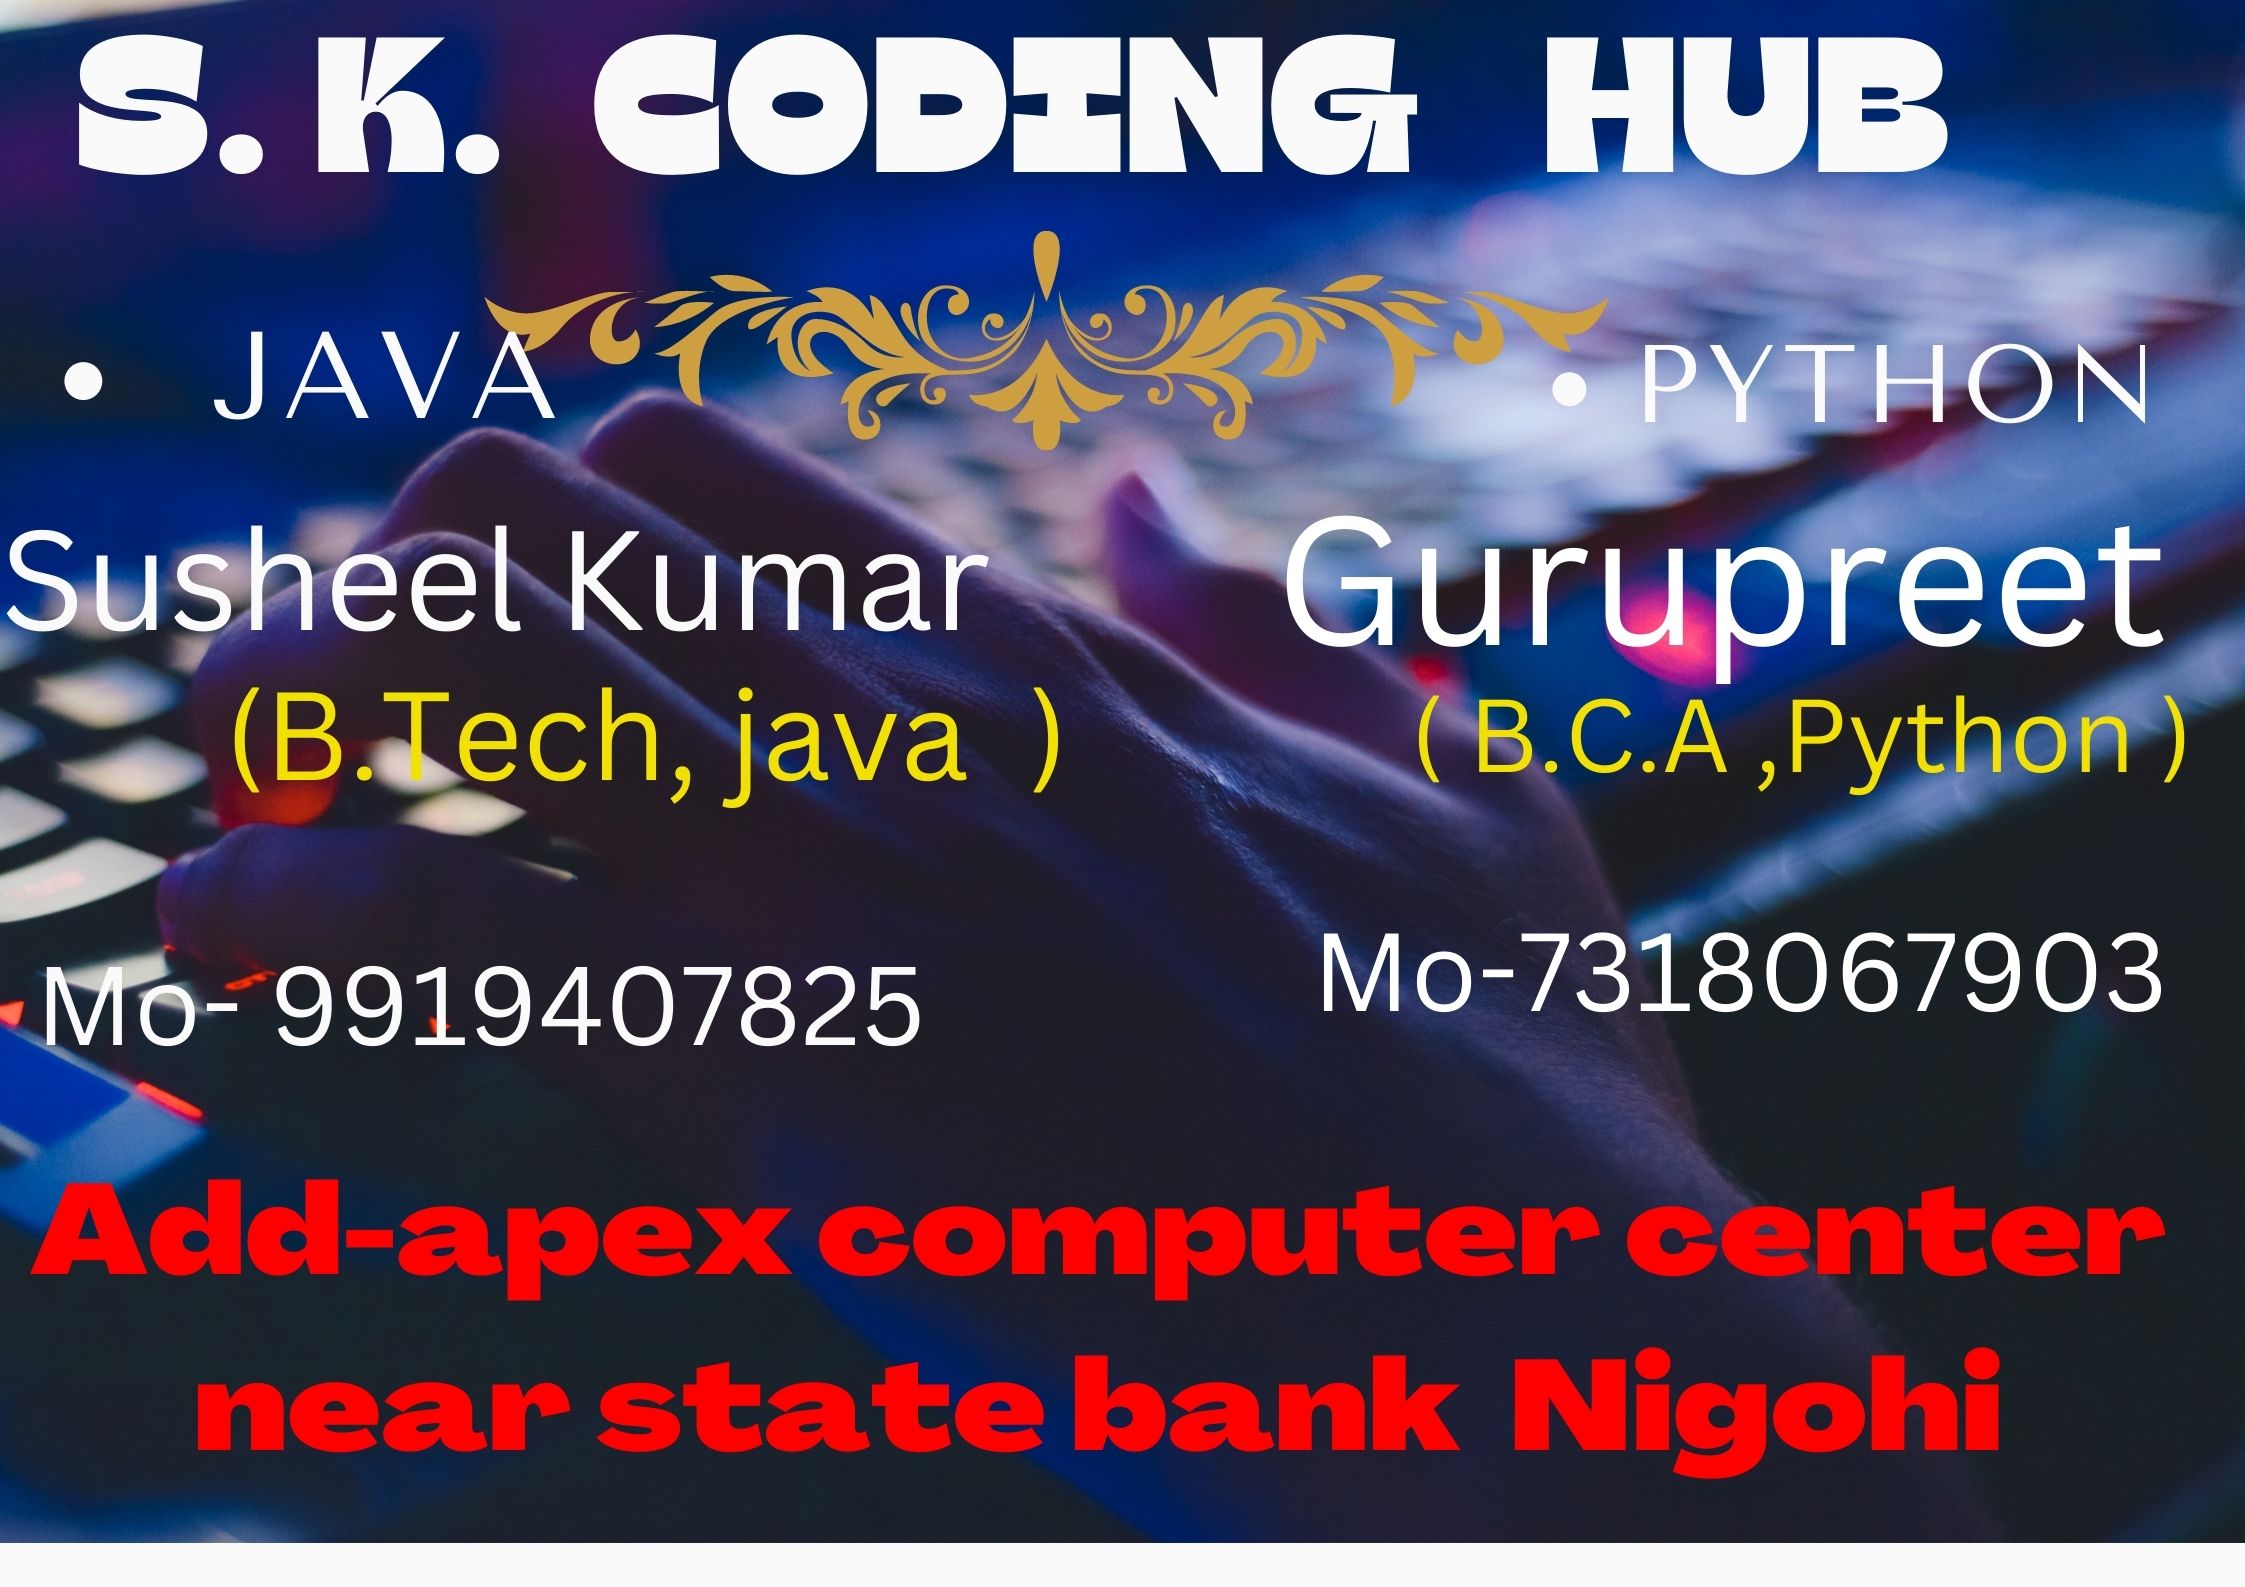 S. K. CODING HUB
• JAVA
• PYTHON
Susheel Kumar
(B.Tech, java )
Mo- 9919407825
Gurupreet
( B.C.A ,Python )
Mo-7318067903
Add-apex computer center
near state bank Nigohi